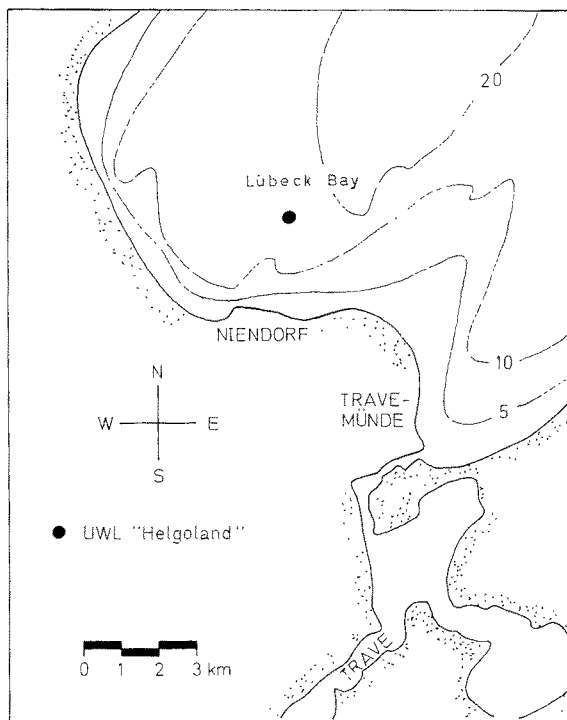 20
Lübeck Bay
NIENDORF
N
W E
S
TRAVE-
MÜNDE
10
5
UWL "Helgoland"
0 1 2 3 km
TRAVE